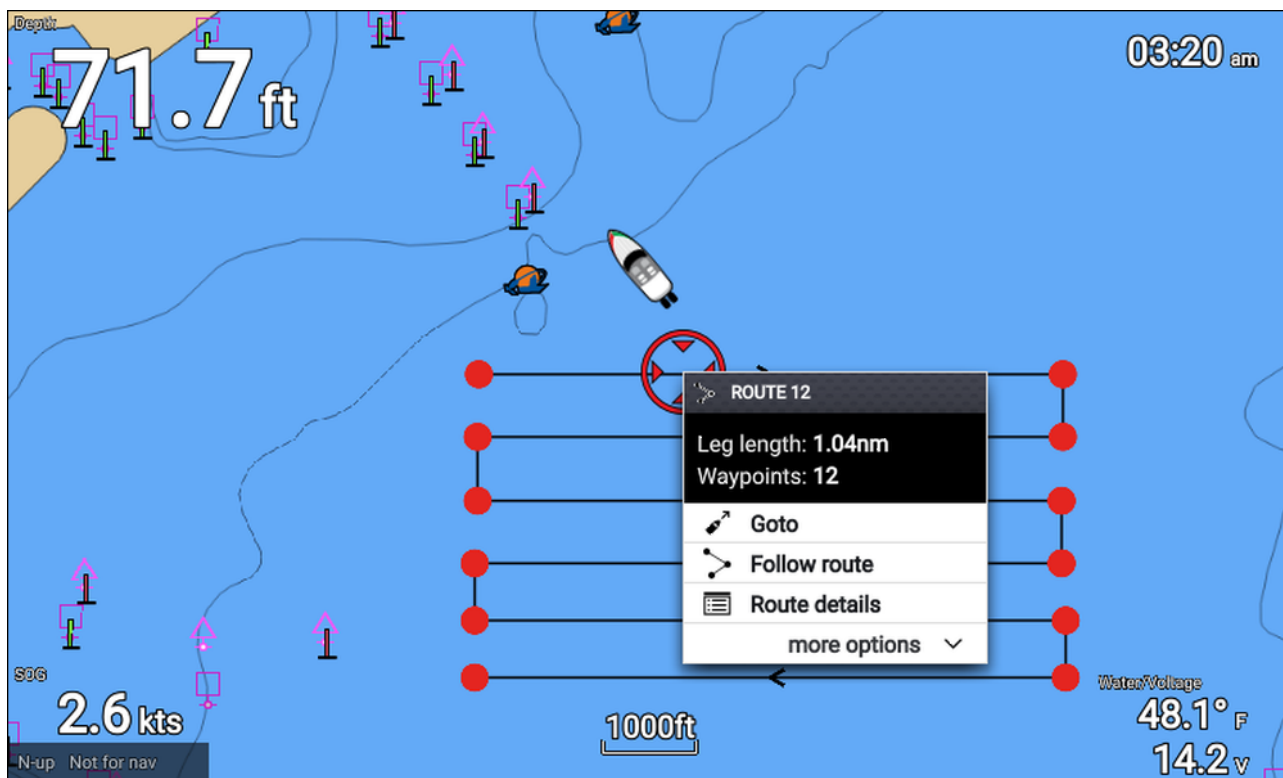 Depth
71.7 ft
03:20 am
ROUTE 12
Leg length: 1.04nm
Waypoints: 12
Goto
Follow route
Route details
more options
SOG
2.6 kts
1000ft
Water/Voltage
48.1° F
14.2 v
N-up Not for nav